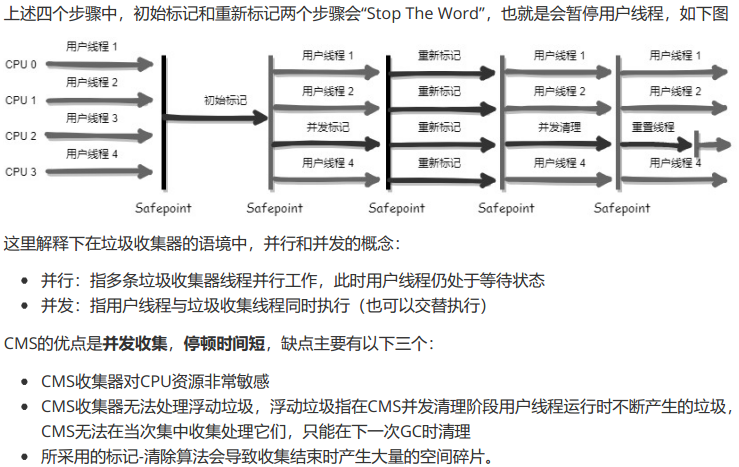 上述四个步骤中，初始标记和重新标记两个步骤会“Stop The Word”，也就是会暂停用户线程，如下图
用户线程 1 用户线程 1 重新标记 用户线程 1 用户线程 1
CPU 0
初始标记
用户线程 2 用户线程 2 重新标记 用户线程 2 用户线程 2
CPU 1
用户线程 3 并发标记 重新标记 并发清理 重置线程
CPU 2
用户线程 4 用户线程 4 重新标记 用户线程 4 用户线程 4
CPU 3
Safepoint Safepoint Safepoint Safepoint Safepoint
这里解释下在垃圾收集器的语境中，并行和并发的概念：
并行：指多条垃圾收集器线程并行工作，此时用户线程仍处于等待状态
并发：指用户线程与垃圾收集线程同时执行（也可以交替执行）
CMS的优点是并发收集，停顿时间短，缺点主要有以下三个：
CMS收集器对CPU资源非常敏感
CMS收集器无法处理浮动垃圾，浮动垃圾指在CMS并发清理阶段用户线程运行时不断产生的垃圾，
CMS无法在当次集中收集处理它们，只能在下一次GC时清理
所采用的标记-清除算法会导致收集结束时产生大量的空间碎片。